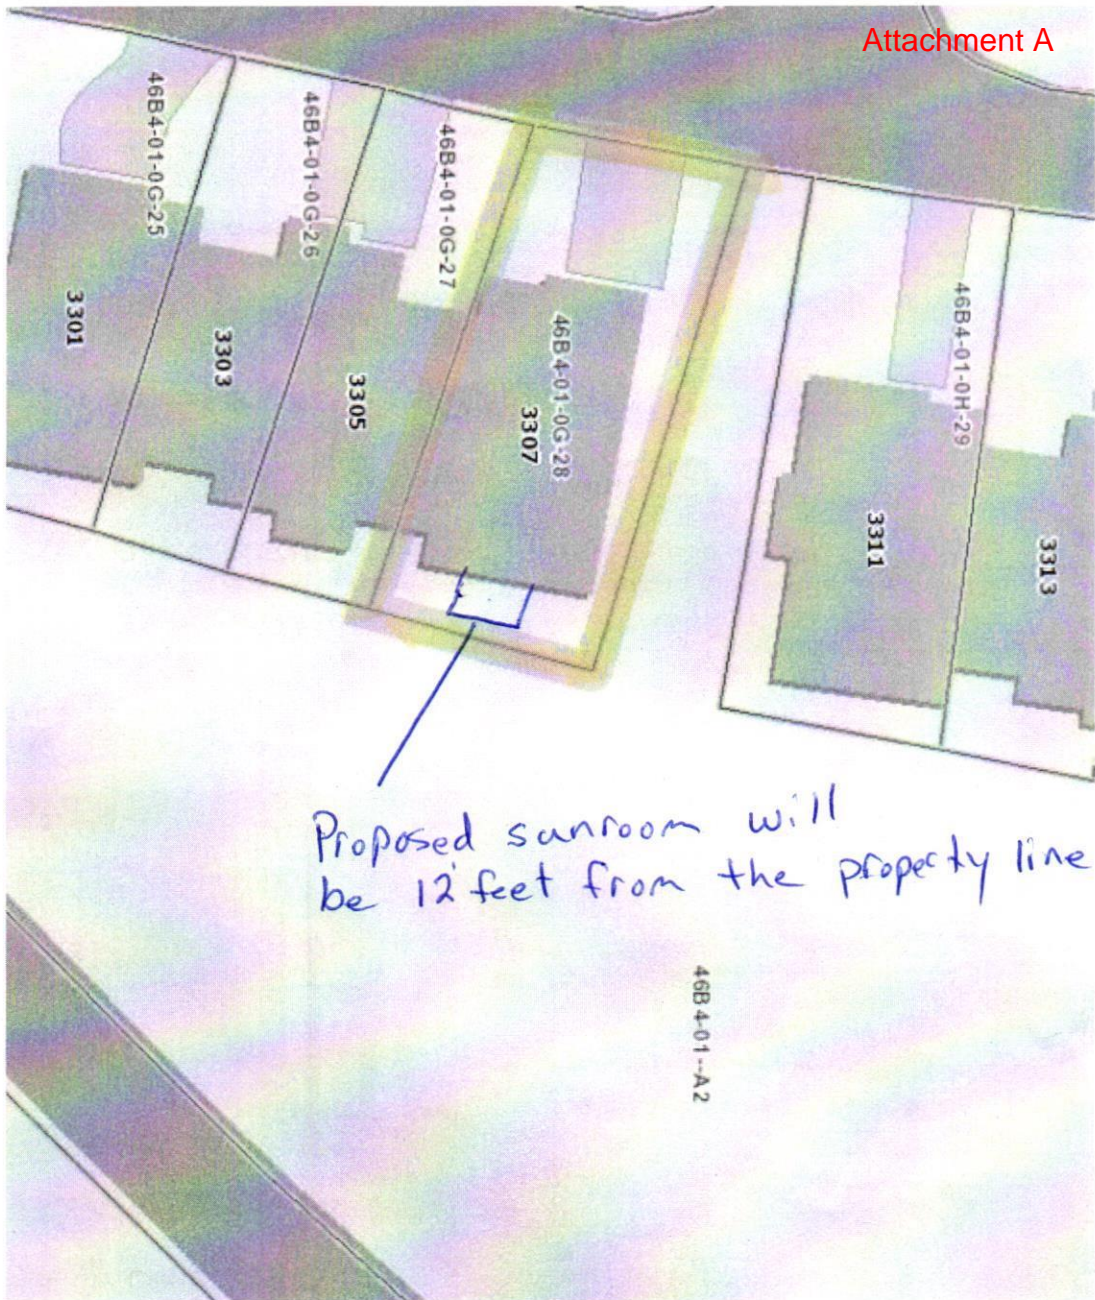 Attachment A
46B4-01-0G-25
46B4-01-0G-26
46B4-01-0G-27
46B4-01-0G-28
46B4-01-0H-29
3301
3303
3305
3307
3311
3313
Proposed sunroom will
be 12' feet from the property line
46B4-01--A2